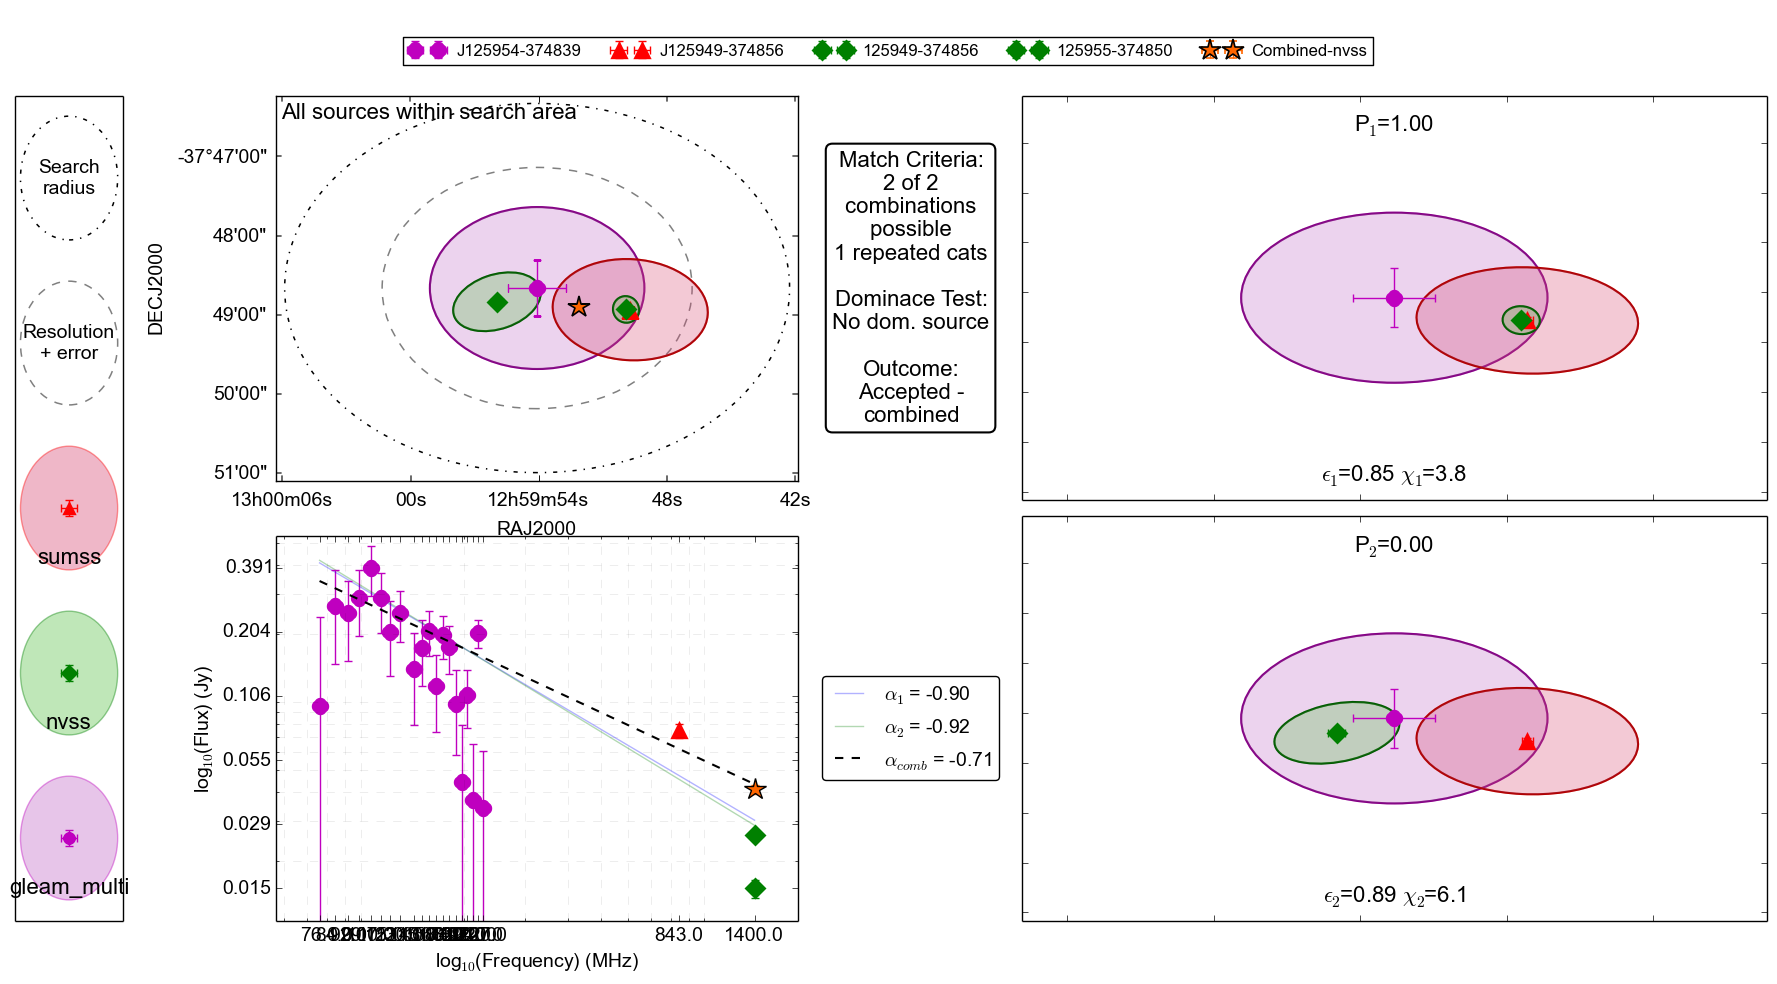 J125954-374839 J125949-374856 125949-374856 125955-374850 Combined-nvss
Search
radius
Resolution
+ error
sumss
nvss
gleam_multi
All sources within search area
DECJ2000
-37°47'00"
48'00"
49'00"
50'00"
51'00"
13h00m06s 00s 12h59m54s 48s 42s
RAJ2000
Match Criteria:
2 of 2
combinations
possible
1 repeated cats
Dominace Test:
No dom. source
Outcome:
Accepted -
combined
P1=1.00
ϵ1=0.85 χ1=3.8
log10(Flux) (Jy)
0.391
0.204
0.106
0.055
0.029
0.015
843.0 1400.0
log10(Frequency) (MHz)
α1 = -0.90
α2 = -0.92
αcomb = -0.71
P2=0.00
ϵ2=0.89 χ2=6.1